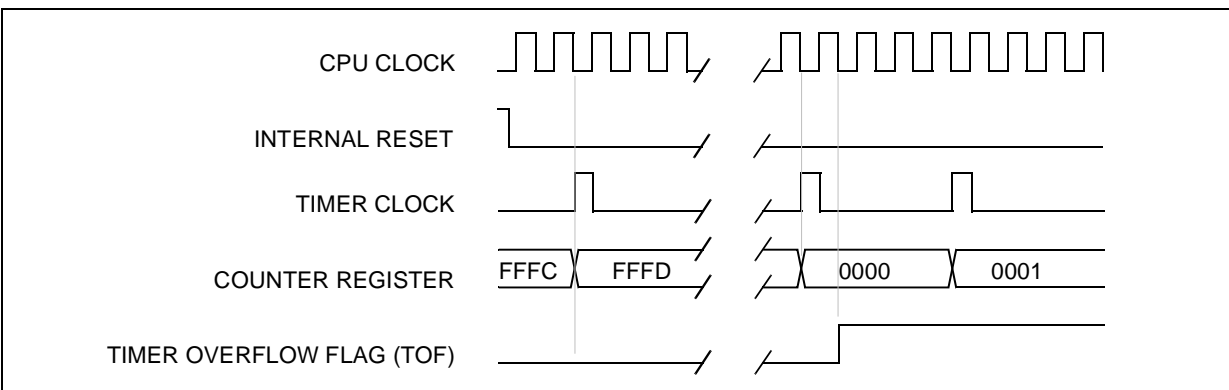 CPU CLOCK
INTERNAL RESET
TIMER CLOCK
COUNTER REGISTER FFFC FFFD 0000 0001
TIMER OVERFLOW FLAG (TOF)